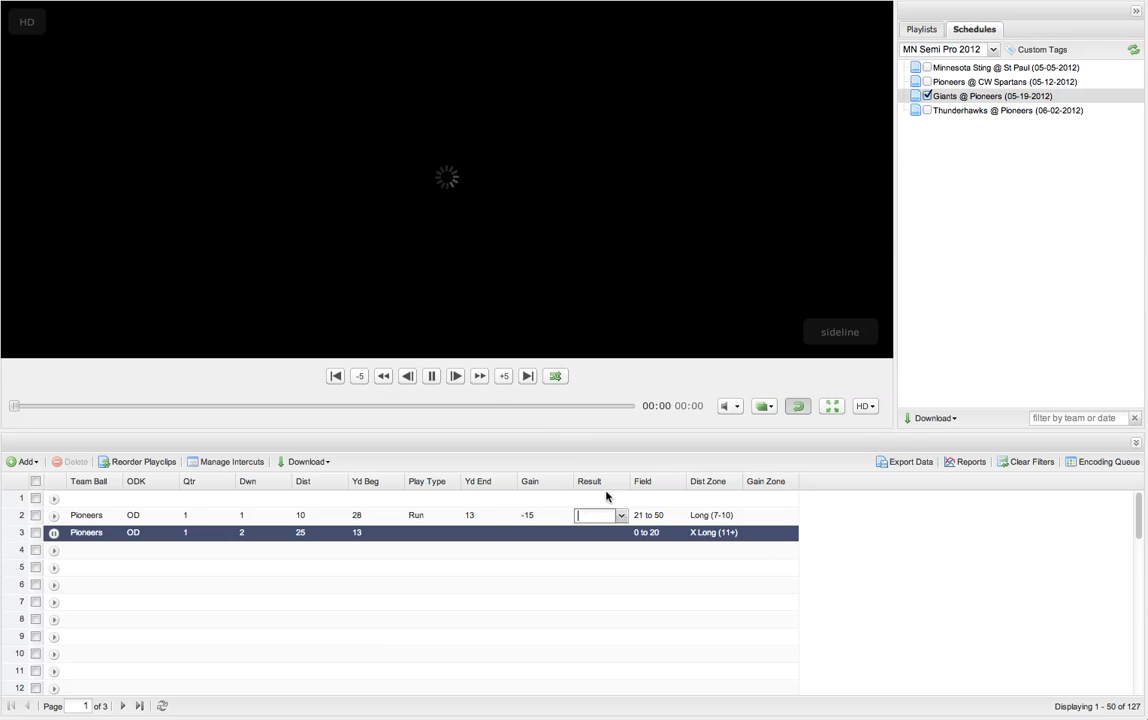 HD
sideline
-5
+5
00:00 00:00
HD
Playlists Schedules
MN Semi Pro 2012 Custom Tags
Minnesota Sting @ St Paul (05-05-2012)
Pioneers @ CW Spartans (05-12-2012)
Giants @ Pioneers (05-19-2012)
Thunderhawks @ Pioneers (06-02-2012)
Download filter by team or date
Add Delete Reorder Playclips Manage Intercuts Download Export Data Reports Clear Filters Encoding Queue
Team Ball ODK Qtr Dwn Dist Yd Beg Play Type Yd End Gain Result Field Dist Zone Gain Zone
1
2 Pioneers OD 1 1 10 28 Run 13 -15 21 to 50 Long (7-10)
3 Pioneers OD 1 2 25 13 0 to 20 X Long (11+)
4
5
6
7
8
9
10
11
12
Page 1 of 3 Displaying 1 - 50 of 127